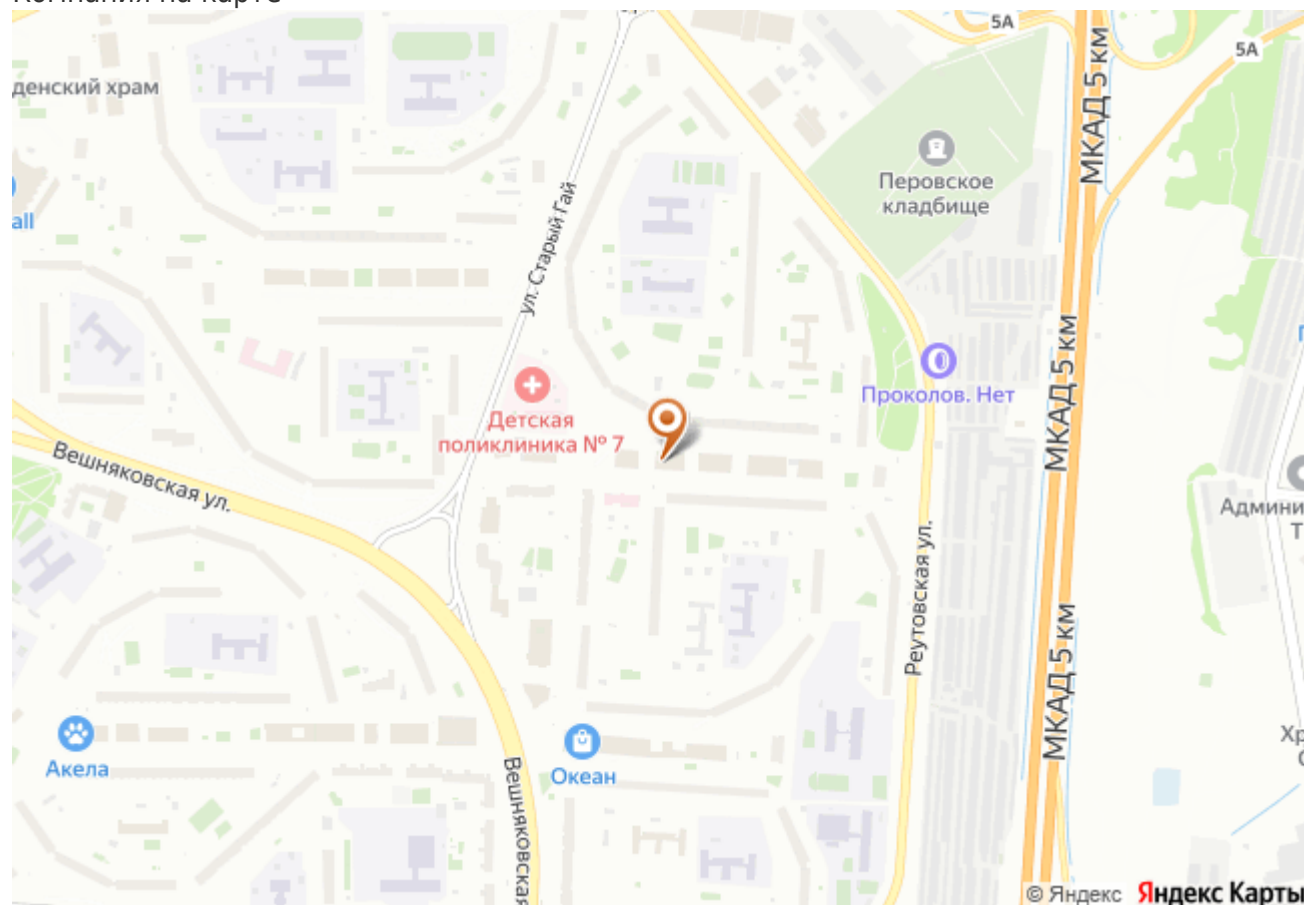 5А
5А
МКАД 5 км
денский храм
Перовское
кладбище
all
ул. Старый Гай
Проколов. Нет
Детская
поликлиника № 7
МКАД 5 км
Вешняковская ул.
Админи
Т
Реутовская ул.
МКАД 5 км
Хр
С
Акела
Океан
Вешняковская
© Яндекс Яндекс Карты